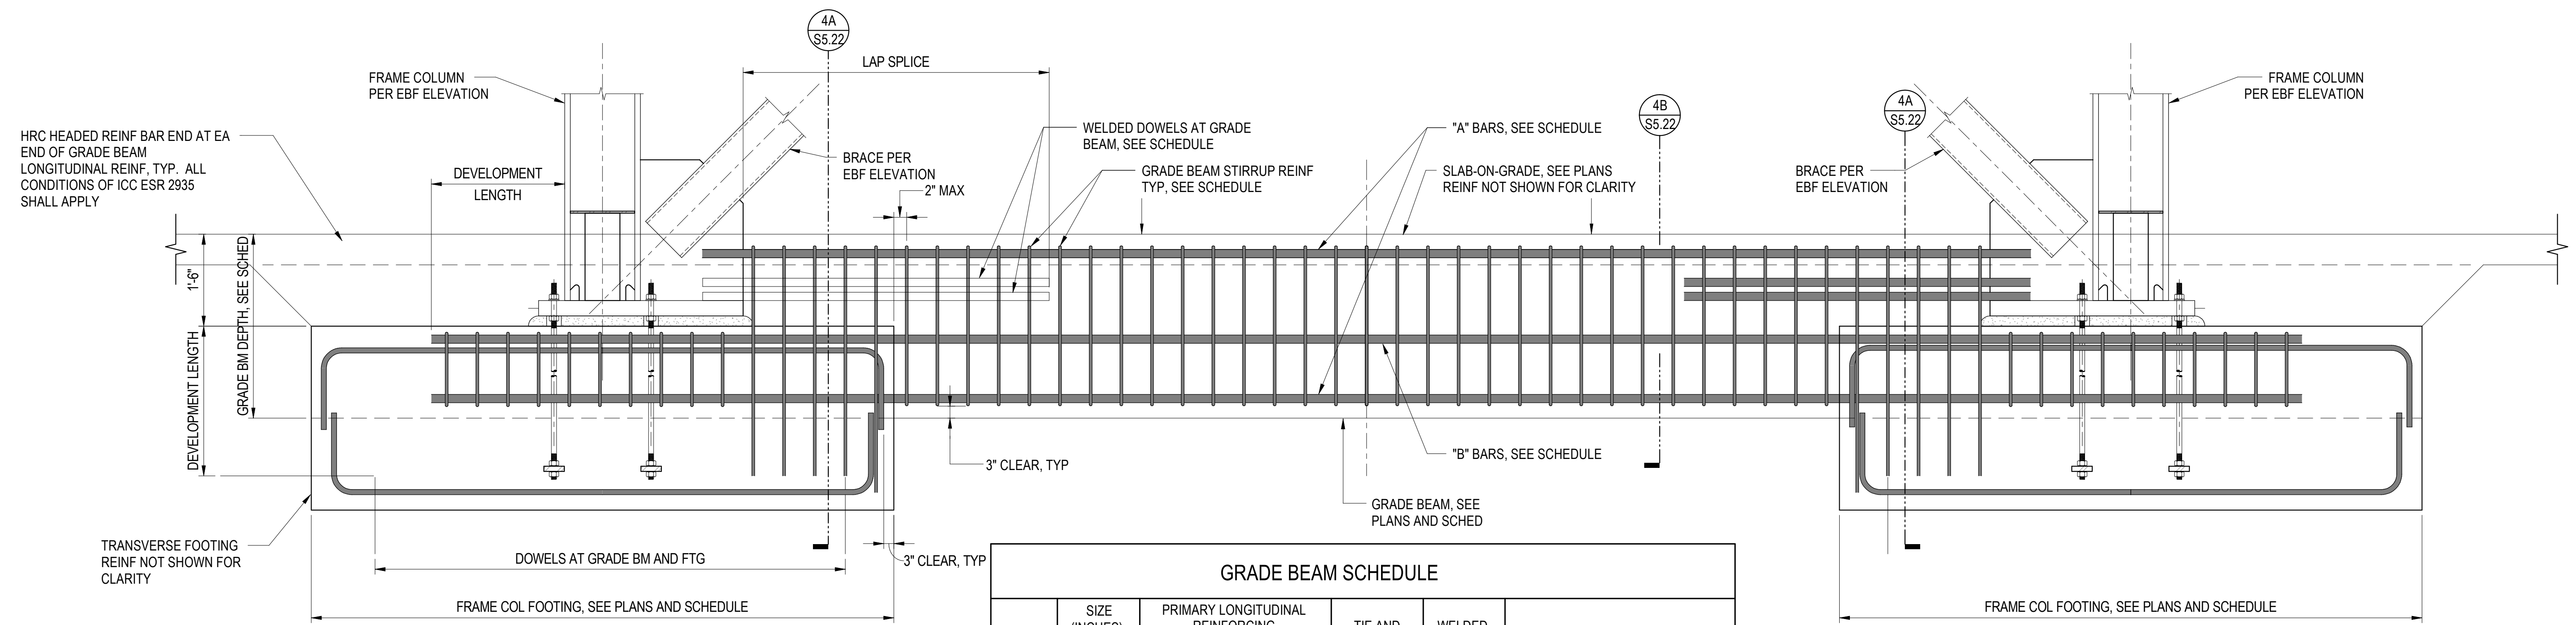 4A
S5.22
LAP SPLICE
FRAME COLUMN
PER EBF ELEVATION
HRC HEADED REINF BAR END AT EA
END OF GRADE BEAM
LONGITUDINAL REINF, TYP.  ALL
CONDITIONS OF ICC ESR 2935
SHALL APPLY
DEVELOPMENT
LENGTH
BRACE PER
EBF ELEVATION
2" MAX
WELDED DOWELS AT GRADE
BEAM, SEE SCHEDULE
GRADE BEAM STIRRUP REINF
TYP, SEE SCHEDULE
"A" BARS, SEE SCHEDULE
SLAB-ON-GRADE, SEE PLANS
REINF NOT SHOWN FOR CLARITY
4B
S5.22
4A
S5.22
BRACE PER
EBF ELEVATION
FRAME COLUMN
PER EBF ELEVATION
1'-6"
GRADE BM DEPTH, SEE SCHED
DEVELOPMENT LENGTH
3" CLEAR, TYP
"B" BARS, SEE SCHEDULE
GRADE BEAM, SEE
PLANS AND SCHED
TRANSVERSE FOOTING
REINF NOT SHOWN FOR
CLARITY
DOWELS AT GRADE BM AND FTG
3" CLEAR, TYP
FRAME COL FOOTING, SEE PLANS AND SCHEDULE
FRAME COL FOOTING, SEE PLANS AND SCHEDULE
GRADE BEAM SCHEDULE
SIZE
(INCHES)
PRIMARY LONGITUDINAL
REINFORCING
TIE AND
WELDED